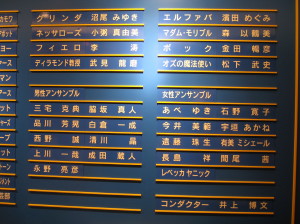 グリンダ 沼尾 みゆき
ネッサローズ 小粥 真由美
フィエロ 李 涛
ディラモンド教授 武見 龍磨
男性アンサンブル
三宅 克典 脇坂 真人
品川 芳晃 白倉 一成
西野 誠 清川 晶
上川 一哉 成田 蔵人
永野 亮彦
エルファバ 濱田 めぐみ
マダム・モリブル 森 以鶴美
ボック 金田 暢彦
オズの魔法使い 松下 武史
女性アンサンブル
あべ ゆき 石野 寛子
今井 美範 宇垣 あかね
遠藤 珠生 有美 ミシェール
長島 祥 間尾 茜
レベッカ ヤニック
コンダクター 井上 博文